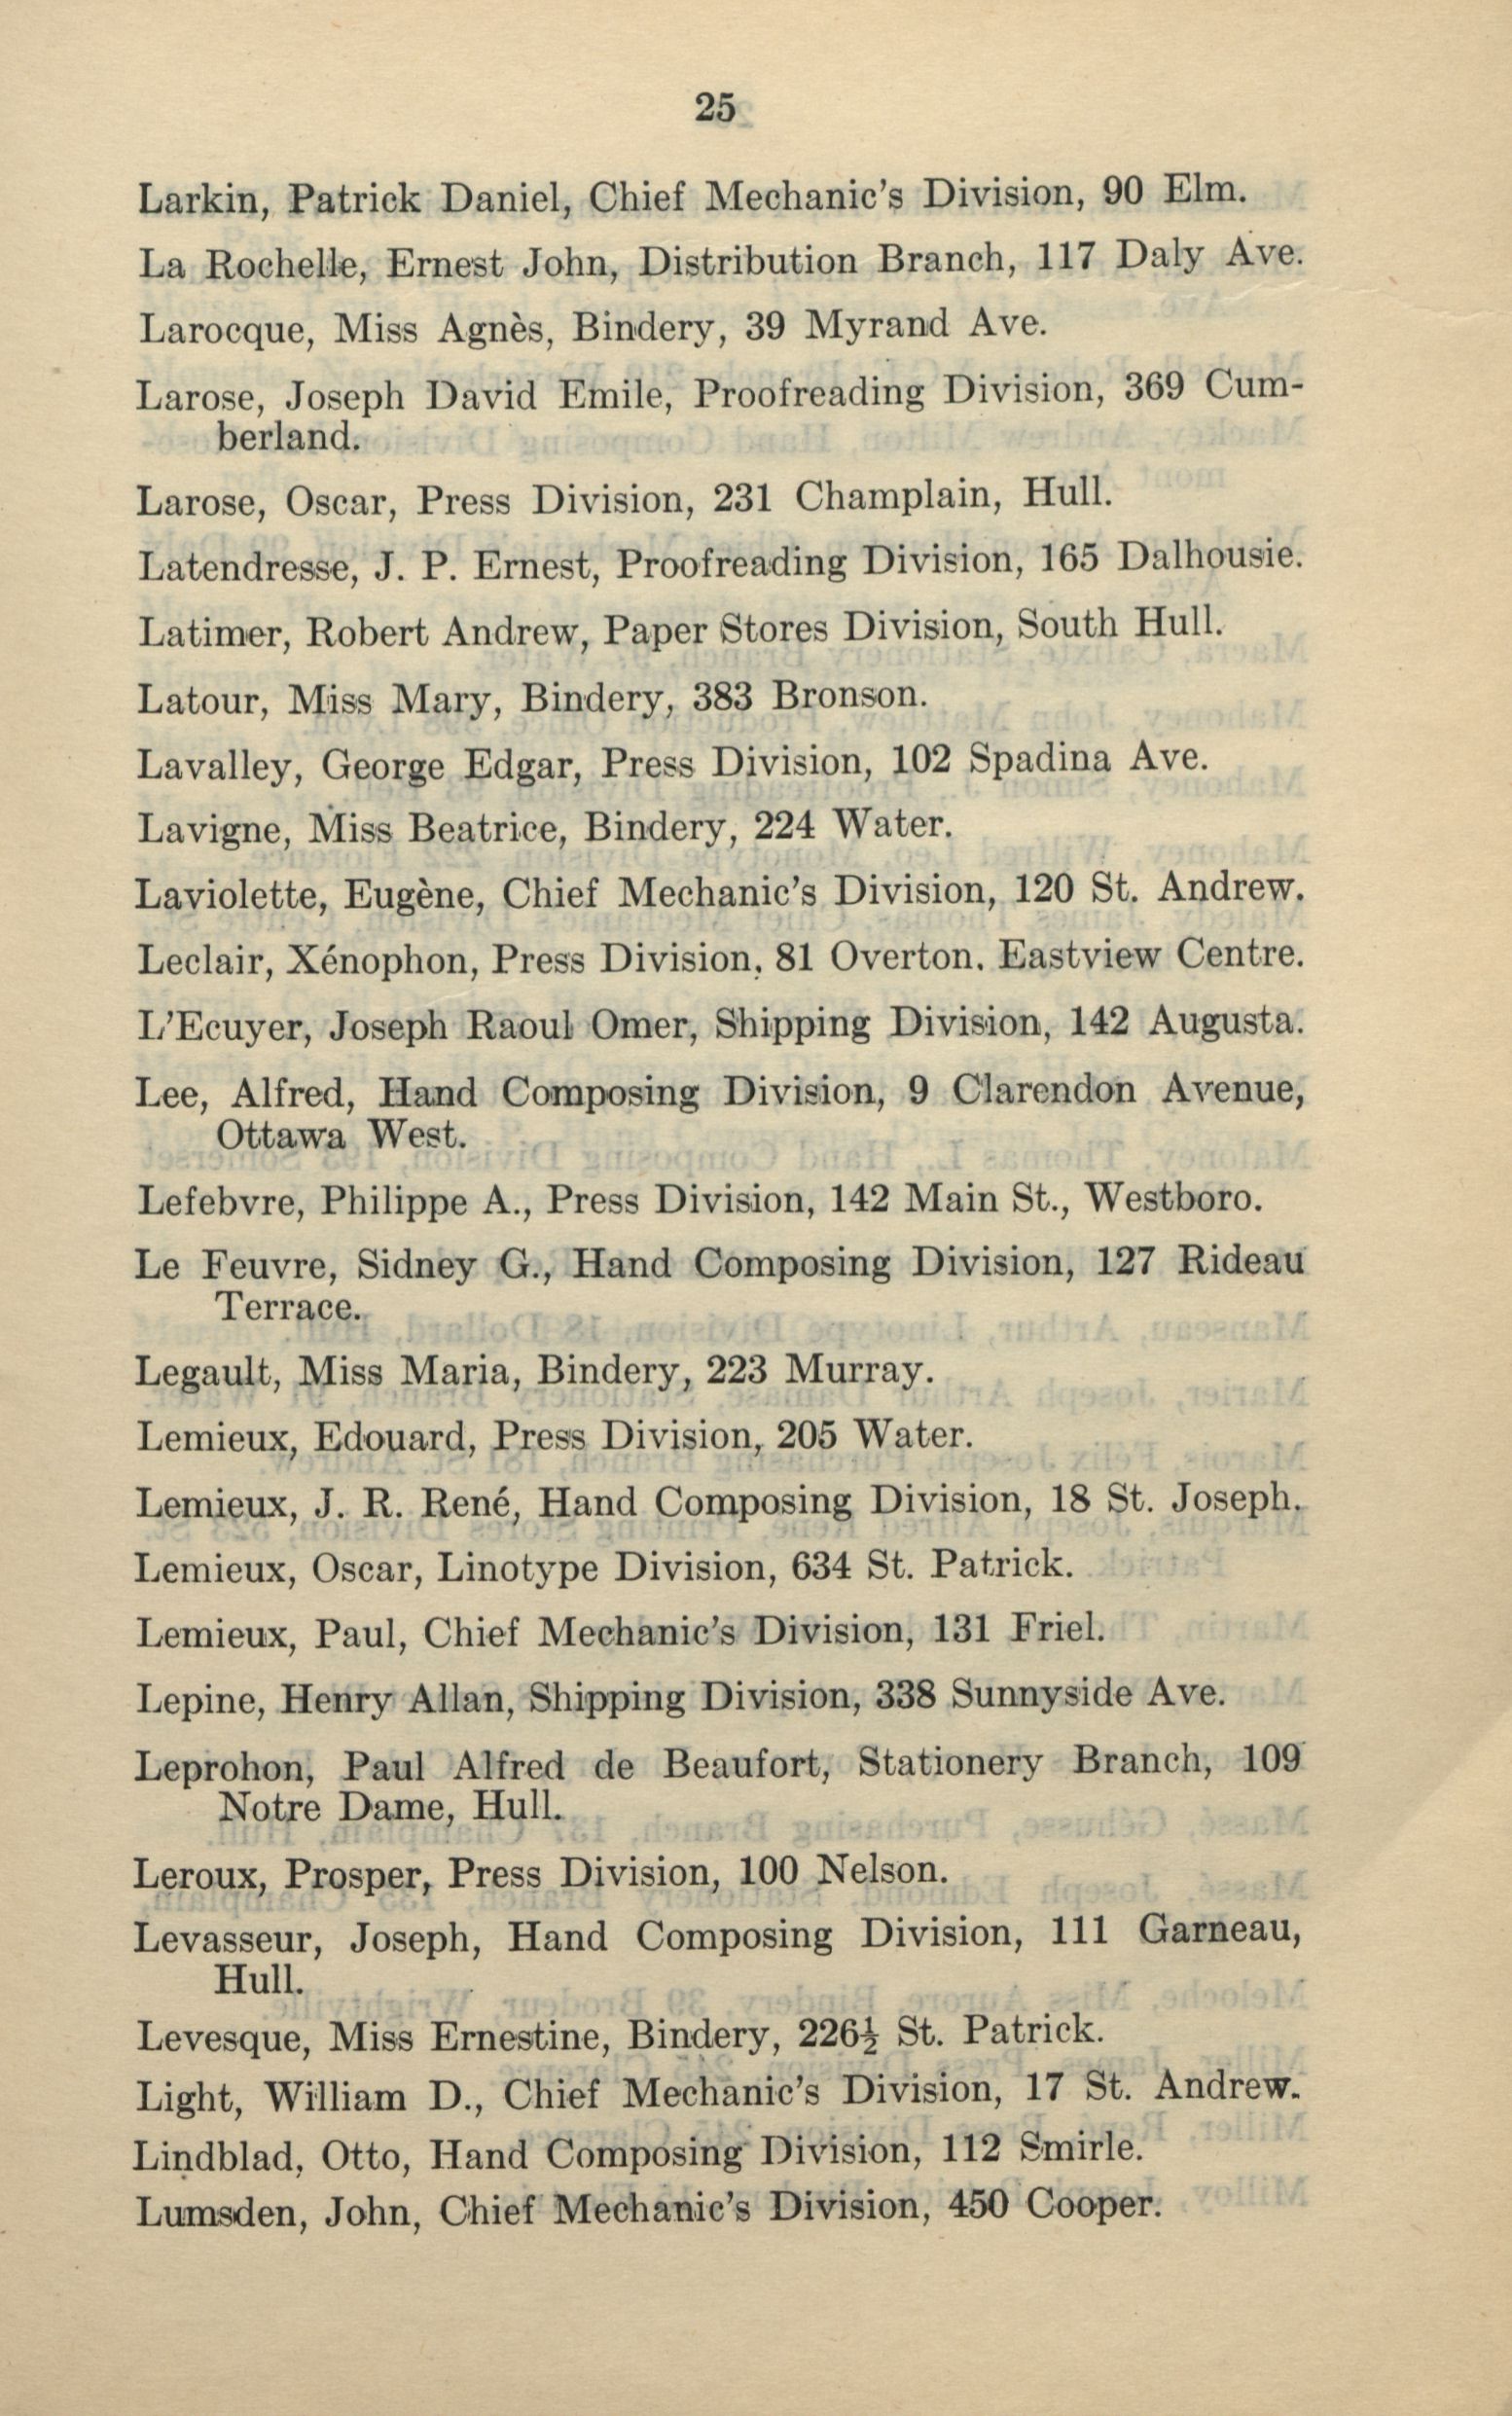 25
Larkin, Patrick Daniel, Chief Mechanic's Division, 90 Elm.
La Rochelle, Ernest John, Distribution Branch, 117 Daly Ave.
Larocque, Miss Agnès, Bindery, 39 Myrand Ave.
Larose, Joseph David Emile, Proofreading Division, 369 Cum-
berland.
Larose, Oscar, Press Division, 231 Champlain, Hull.
Latendresse, J. P. Ernest, Proofreading Division, 165 Dalhousie.
Latimer, Robert Andrew, Paper Stores Division, South Hull.
Latour, Miss Mary, Bindery, 383 Bronson.
Lavalley, George Edgar, Press Division, 102 Spadina Ave.
Lavigne, Miss Beatrice, Bindery, 224 Water.
Laviolette, Eugène, Chief Mechanic's Division, 120 St. Andrew.
Leclair, Xénophon, Press Division, 81 Overton. Eastview Centre.
L'Ecuyer, Joseph Raoul Omer, Shipping Division, 142 Augusta.
Lee, Alfred, Hand Composing Division, 9 Clarendon Avenue,
Ottawa West.
Lefebvre, Philippe A., Press Division, 142 Main St., Westboro.
Le Feuvre, Sidney G., Hand Composing Division, 127 Rideau
Terrace.
Legault, Miss Maria, Bindery, 223 Murray.
Lemieux, Edouard, Press Division, 205 Water.
Lemieux, J. R. René, Hand Composing Division, 18 St. Joseph.
Lemieux, Oscar, Linotype Division, 634 St. Patrick.
Lemieux, Paul, Chief Mechanic's Division, 131 Friel.
Lepine, Henry Allan, Shipping Division, 338 Sunnyside Ave.
Leprohon, Paul Alfred de Beaufort, Stationery Branch, 109
Notre Dame, Hull.
Leroux, Prosper, Press Division, 100 Nelson.
Levasseur, Joseph, Hand Composing Division, 111 Garneau,
Hull.
Levesque, Miss Ernestine, Bindery, 226½ St. Patrick.
Light, William D., Chief Mechanic's Division, 17 St. Andrew.
Lindblad, Otto, Hand Composing Division, 112 Smirle.
Lumsden, John, Chief Mechanic's Division, 450 Cooper.